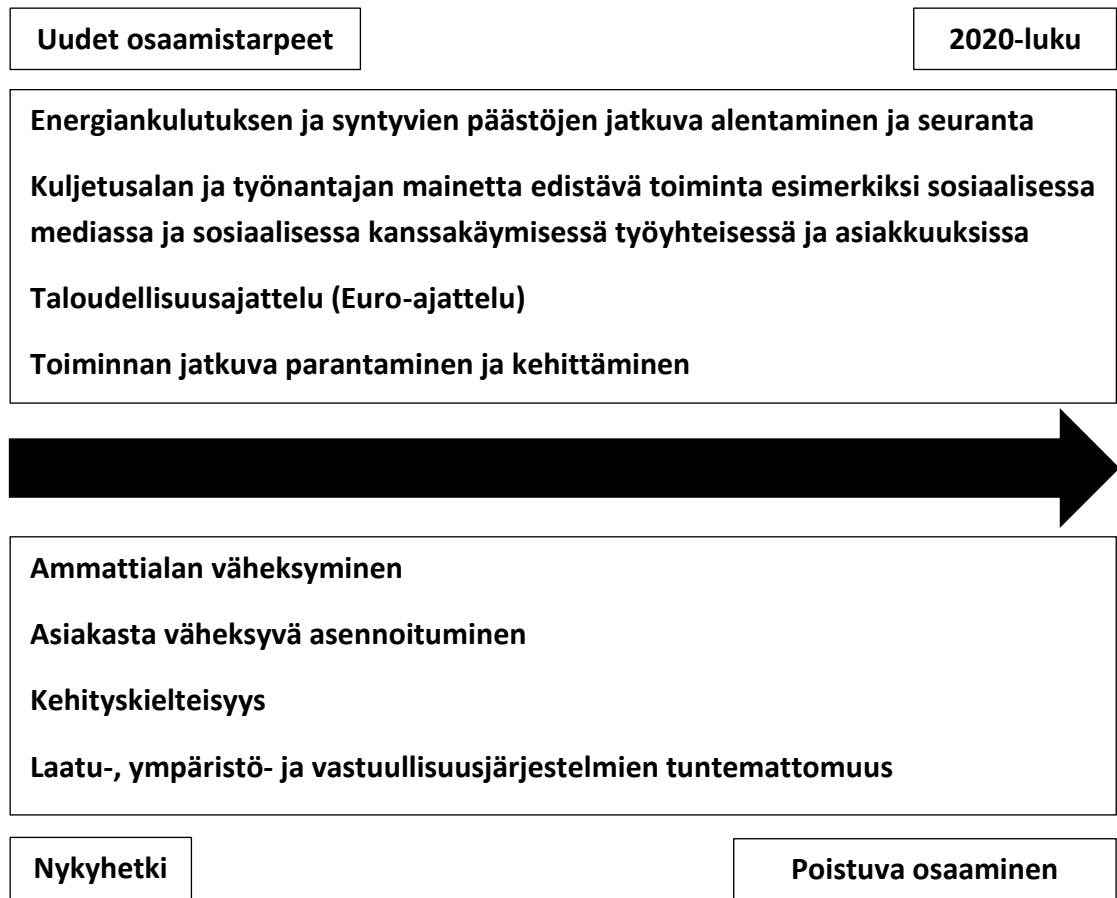 Uudet osaamistarpeet
2020-luku
Energiankulutuksen ja syntyvien päästöjen jatkuva alentaminen ja seuranta
Kuljetusalan ja työnantajan mainetta edistävä toiminta esimerkiksi sosiaalisessa
mediassa ja sosiaalisessa kanssakäymisessä työyhteisessä ja asiakkuuksissa
Taloudellisuusajattelu (Euro-ajattelu)
Toiminnan jatkuva parantaminen ja kehittäminen
Ammattialan väheksyminen
Asiakasta väheksyvä asennoituminen
Kehityskielteisyys
Laatu-, ympäristö- ja vastuullisuusjärjestelmien tuntemattomuus
Nykyhetki
Poistuva osaaminen